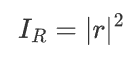 I_R = |r|^2